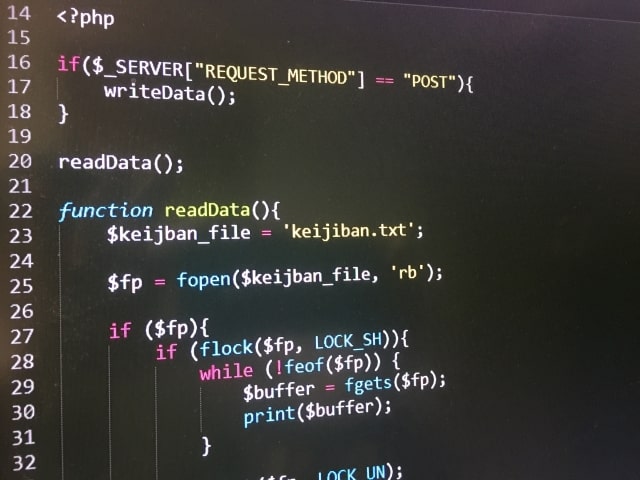 14 <?php
15
16 if($_SERVER["REQUEST_METHOD"] == "POST"){
17 writeData();
18 }
19
20 readData();
21
22 function readData(){
23 $keijban_file = 'keijiban.txt';
24
25 $fp = fopen($keijban_file, 'rb');
26
27 if ($fp){
28 if (flock($fp, LOCK_SH)){
29 while (!feof($fp)) {
30 $buffer = fgets($fp);
31 print($buffer);
32 }
($fp, LOCK_UN);